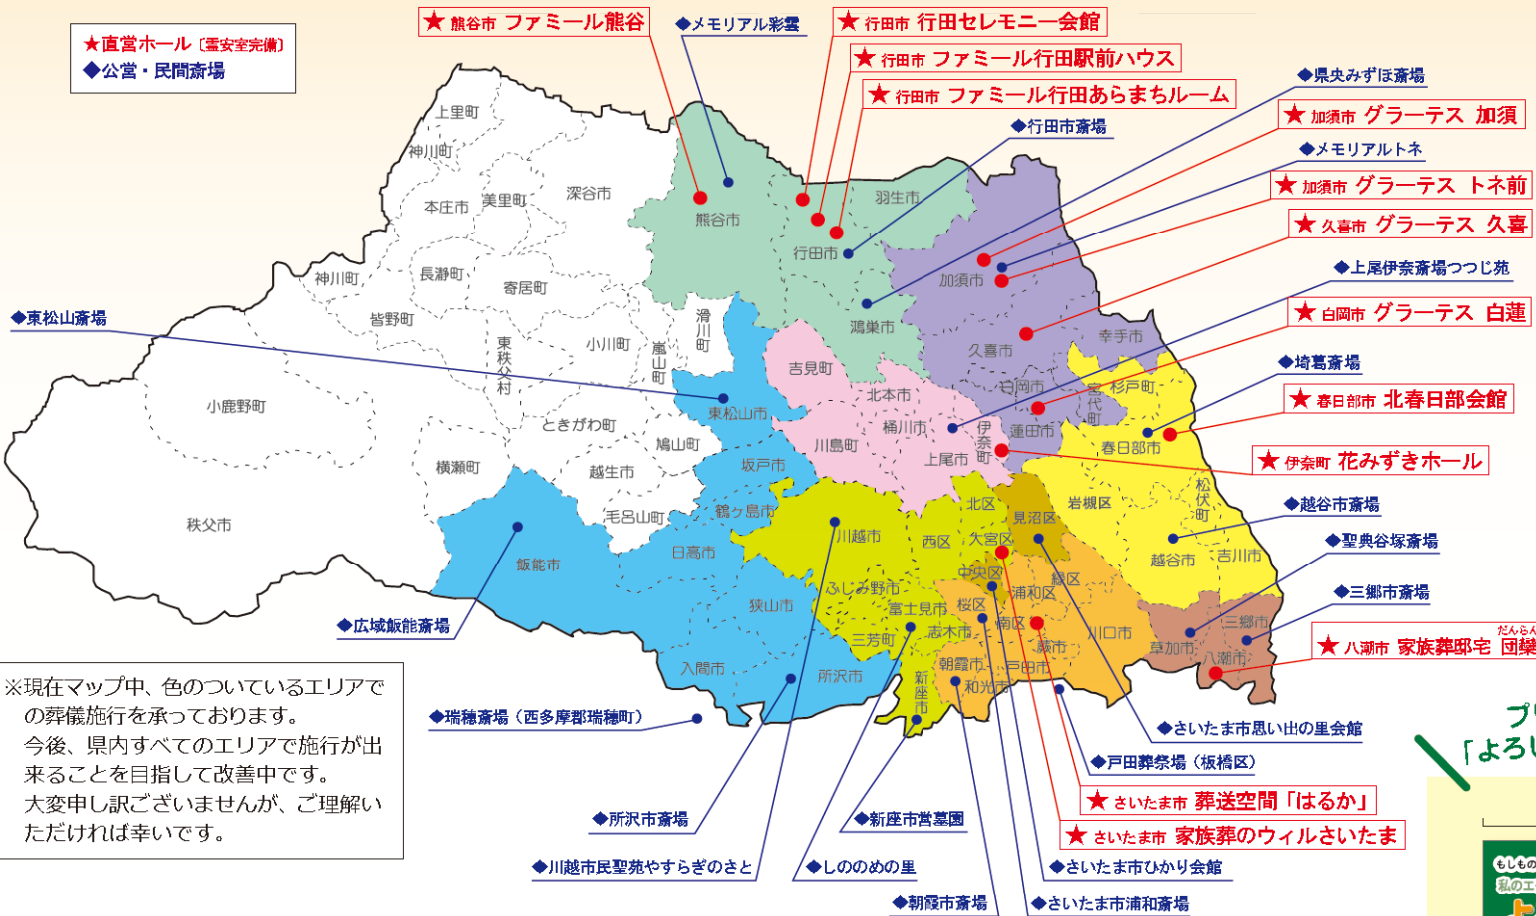 ★直営ホール〔霊安室完備〕
◆公営・民間斎場
★ 熊谷市 ファミール熊谷
◆メモリアル彩雲
★ 行田市 行田セレモニー会館
★ 行田市 ファミール行田駅前ハウス
★ 行田市 ファミール行田あらまちルーム
◆行田市斎場
◆県央みずほ斎場
★ 加須市 グラーテス 加須
◆メモリアルトネ
★ 加須市 グラーテス トネ前
★ 久喜市 グラーテス 久喜
◆上尾伊奈斎場つつじ苑
★ 白岡市 グラーテス 白蓮
◆埼葛斎場
★ 春日部市 北春日部会館
★ 伊奈町 花みずきホール
◆越谷市斎場
◆聖典谷塚斎場
◆三郷市斎場
だんらん
★ 八潮市 家族葬邸宅 団欒
◆東松山斎場
◆広域飯能斎場
◆瑞穂斎場（西多摩郡瑞穂町）
◆所沢市斎場
◆川越市民聖苑やすらぎのさと
◆しののめの里
◆新座市営墓園
◆朝霞市斎場
◆さいたま市浦和斎場
◆さいたま市ひかり会館
★ さいたま市 家族葬のウィルさいたま
★ さいたま市 葬送空間「はるか」
◆戸田葬祭場（板橋区）
◆さいたま市思い出の里会館
上里町
神川町
本庄市
美里町
深谷市
熊谷市
行田市
羽生市
加須市
鴻巣市
久喜市
幸手市
白岡市
宮代町
杉戸町
蓮田市
春日部市
神川町
長瀞町
寄居町
皆野町
東秩父村
小川町
嵐山町
滑川町
吉見町
北本市
桶川市
伊奈町
上尾市
川島町
東松山市
小鹿野町
ときがわ町
鳩山町
越生市
毛呂山町
坂戸市
鶴ヶ島市
横瀬町
秩父市
飯能市
日高市
川越市
狭山市
入間市
所沢市
ふじみ野市
富士見市
三芳町
志木市
新座市
朝霞市
和光市
戸田市
蕨市
川口市
西区
北区
大宮区
見沼区
中央区
桜区
浦和区
緑区
南区
岩槻区
松伏町
越谷市
吉川市
草加市
八潮市
三郷市
※現在マップ中、色のついているエリアで
の葬儀施行を承っております。
今後、県内すべてのエリアで施行が出
来ることを目指して改善中です。
大変申し訳ございませんが、ご理解い
ただければ幸いです。
プ
「よろし
もしもの
私のエ